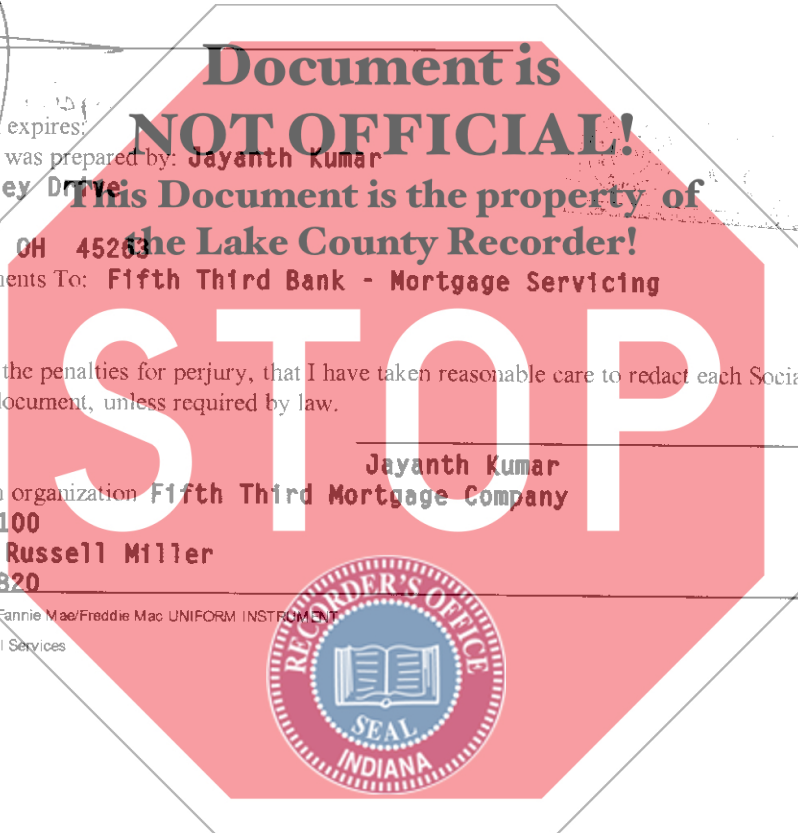 Document is
NOT OFFICIAL!
expires:
was prepared by: Jayanth Kumar
ey Drive
This Document is the property of
OH 45263
the Lake County Recorder!
ents To: Fifth Third Bank - Mortgage Servicing
STOP
the penalties for perjury, that I have taken reasonable care to redact each Socia
document, unless required by law.
Jayanth Kumar
organization Fifth Third Mortgage Company
100
Russell Miller
820
Fannie Mae/Freddie Mac UNIFORM INSTRUMENT
l Services
RECORDER'S OFFICE
SEAL
INDIANA